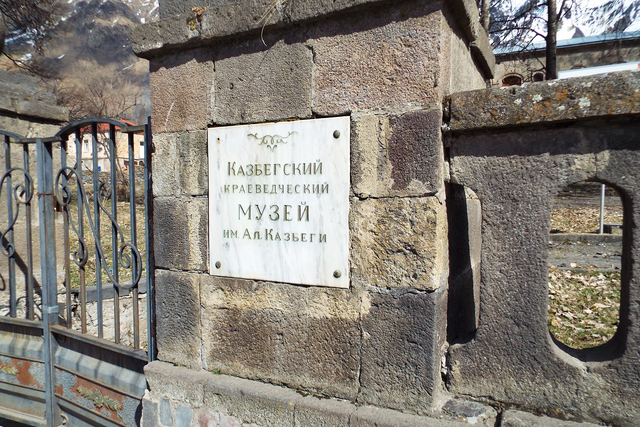 Казбегский
краеведческий
музей
им. Ал. Казбеги